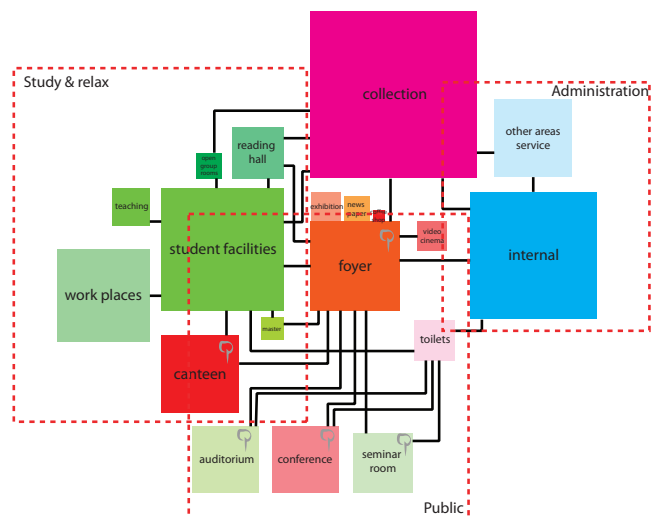 Study & relax
collection
Administration
other areas
service
reading
hall
open
group
rooms
teaching
exhibition
news
paper
video
cinema
student facilities
foyer
internal
work places
master
toilets
canteen
auditorium
conference
seminar
room
Public